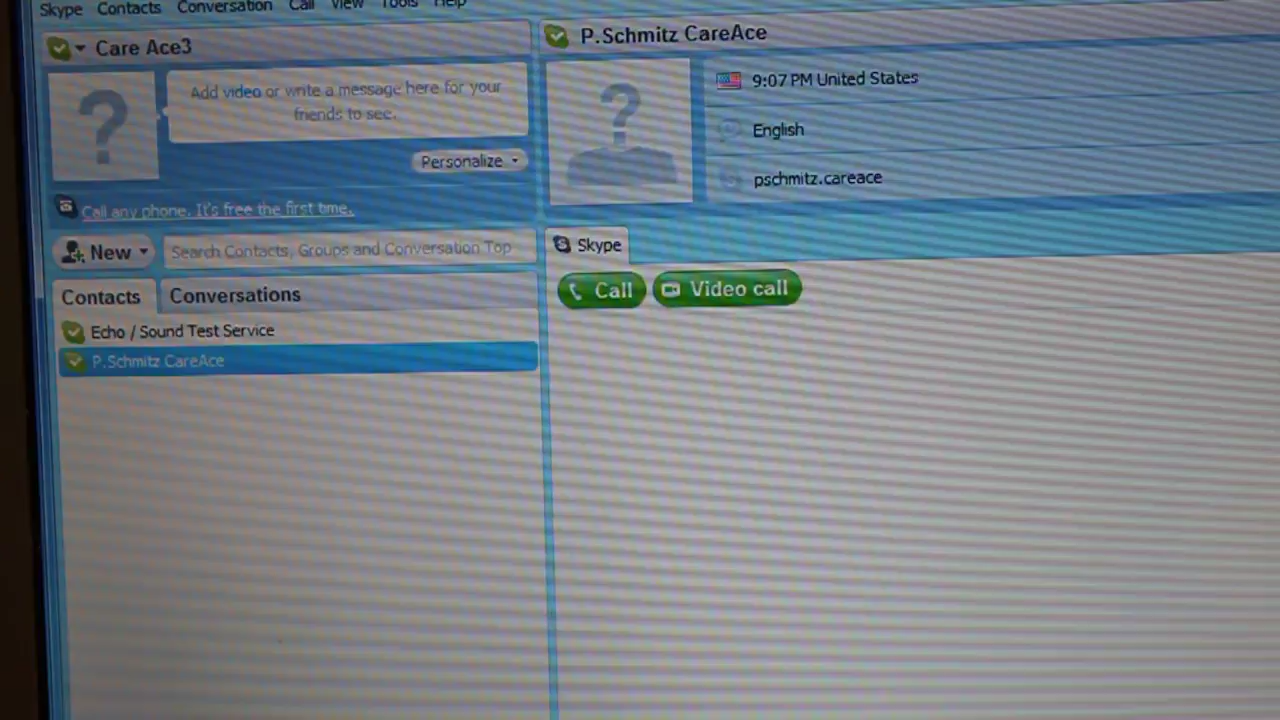 Skype Contacts Conversation Call View Tools Help
Care Ace3
Add video or write a message here for your
friends to see.
Personalize
Call any phone. It's free the first time.
New
Search Contacts, Groups and Conversation Top
Contacts Conversations
Echo / Sound Test Service
P.Schmitz CareAce
P.Schmitz CareAce
9:07 PM United States
English
pschmitz.careace
Skype
Call Video call